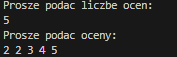 Prosze podac liczbe ocen:
5
Prosze podac oceny:
2 2 3 4 5